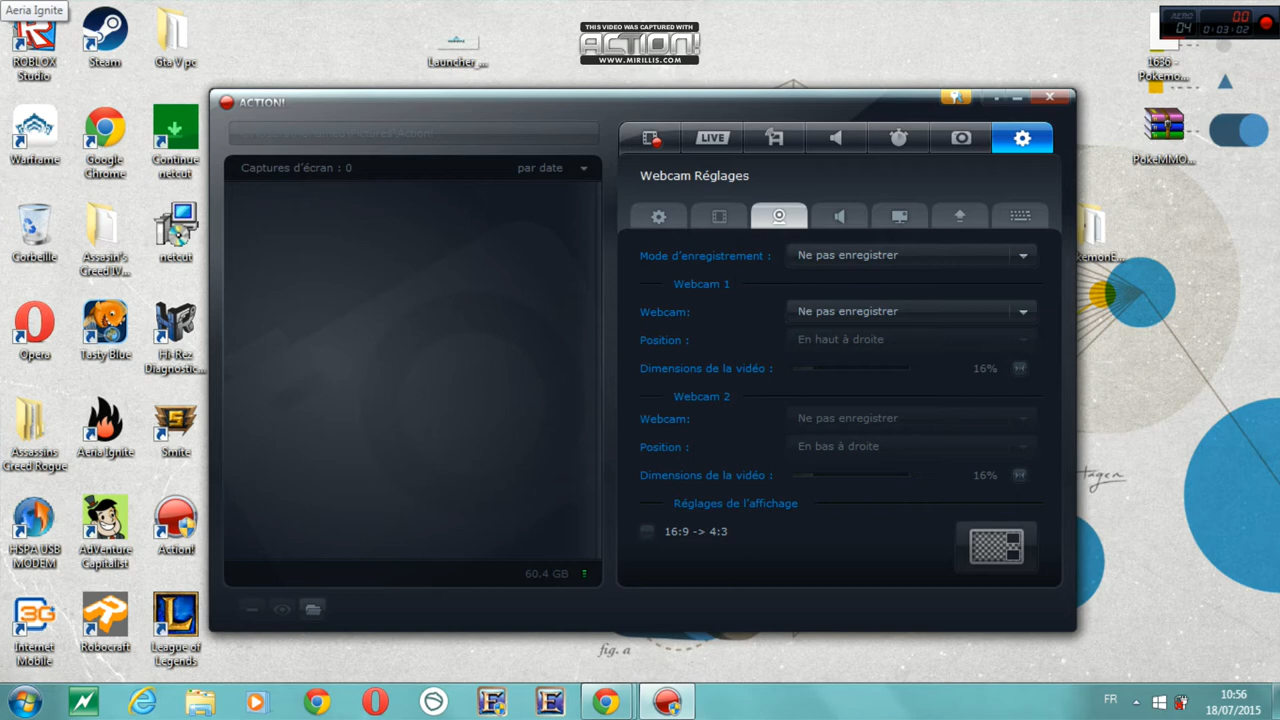 Aeria Ignite
ROBLOX
Studio
Steam
Gta V pc
Launcher_...
THIS VIDEO WAS CAPTURED WITH
ACTION!
WWW.MIRILLIS.COM
AERO
04
00
0:03:02
1636 -
Pokemo...
Warframe
Google
Chrome
Continue
netcut
PokeMMO...
Corbeille
Assasin's
Creed IV...
netcut
Opera
Tasty Blue
Hi-Rez
Diagnostic...
Assassins
Creed Rogue
Aeria Ignite
Smite
HSPA USB
MODEM
AdVenture
Capitalist
Action!
3G
Internet
Mobile
Robocraft
League of
Legends
ACTION!
Captures d'écran : 0
par date
60.4 GB
LIVE
Webcam Réglages
Mode d'enregistrement :
Ne pas enregistrer
Webcam 1
Webcam:
Ne pas enregistrer
Position :
En haut à droite
Dimensions de la vidéo :
16%
Webcam 2
Webcam:
Ne pas enregistrer
Position :
En bas à droite
Dimensions de la vidéo :
16%
Réglages de l'affichage
16:9 -> 4:3
fig. a
FR
10:56
18/07/2015